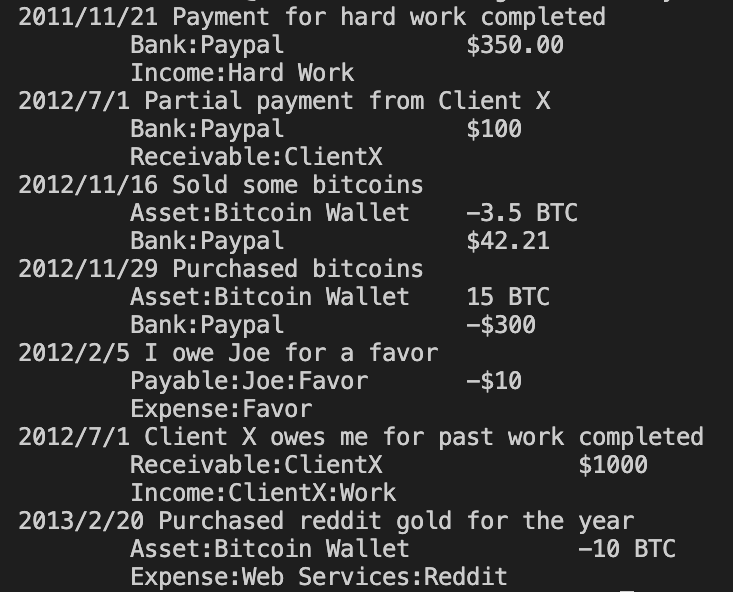 2011/11/21 Payment for hard work completed
Bank:Paypal $350.00
Income:Hard Work
2012/7/1 Partial payment from Client X
Bank:Paypal $100
Receivable:ClientX
2012/11/16 Sold some bitcoins
Asset:Bitcoin Wallet -3.5 BTC
Bank:Paypal $42.21
2012/11/29 Purchased bitcoins
Asset:Bitcoin Wallet 15 BTC
Bank:Paypal -$300
2012/2/5 I owe Joe for a favor
Payable:Joe:Favor -$10
Expense:Favor
2012/7/1 Client X owes me for past work completed
Receivable:ClientX $1000
Income:ClientX:Work
2013/2/20 Purchased reddit gold for the year
Asset:Bitcoin Wallet -10 BTC
Expense:Web Services:Reddit